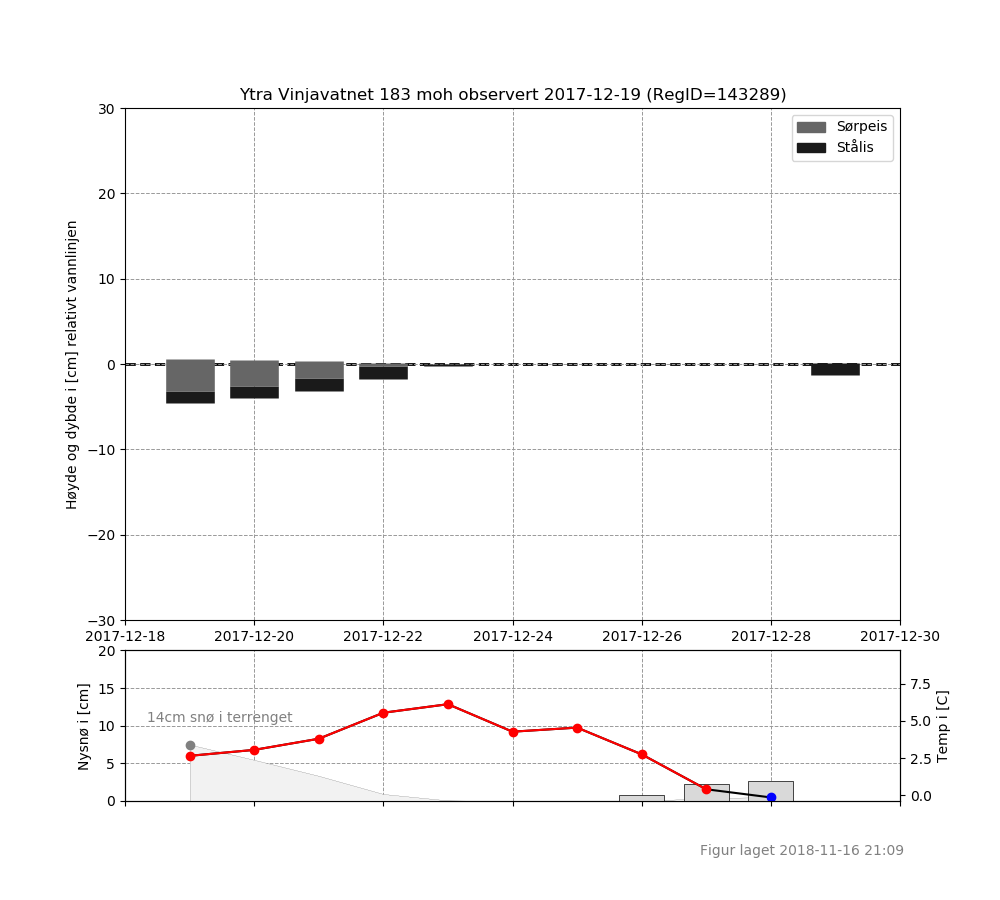 Ytra Vinjavatnet 183 moh observert 2017-12-19 (RegID=143289)
Sørpeis
Stålis
Høyde og dybde i [cm] relativt vannlinjen
30
20
10
0
−10
−20
−30
2017-12-18 2017-12-20 2017-12-22 2017-12-24 2017-12-26 2017-12-28 2017-12-30
Nysnø i [cm]
20
15
10
5
0
14cm snø i terrenget
7.5
5.0
2.5
0.0
Temp i [C]
Figur laget 2018-11-16 21:09